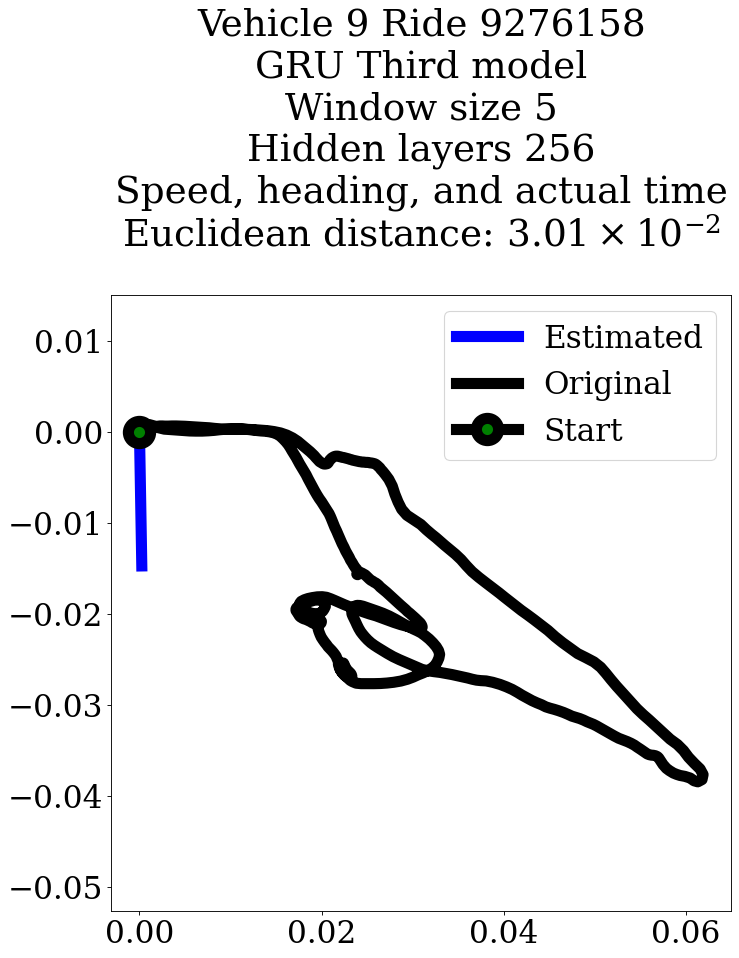 Vehicle 9 Ride 9276158
GRU Third model
Window size 5
Hidden layers 256
Speed, heading, and actual time
Euclidean distance: 3.01 × 10⁻²
Estimated
Original
Start
0.01
0.00
−0.01
−0.02
−0.03
−0.04
−0.05
0.00 0.02 0.04 0.06